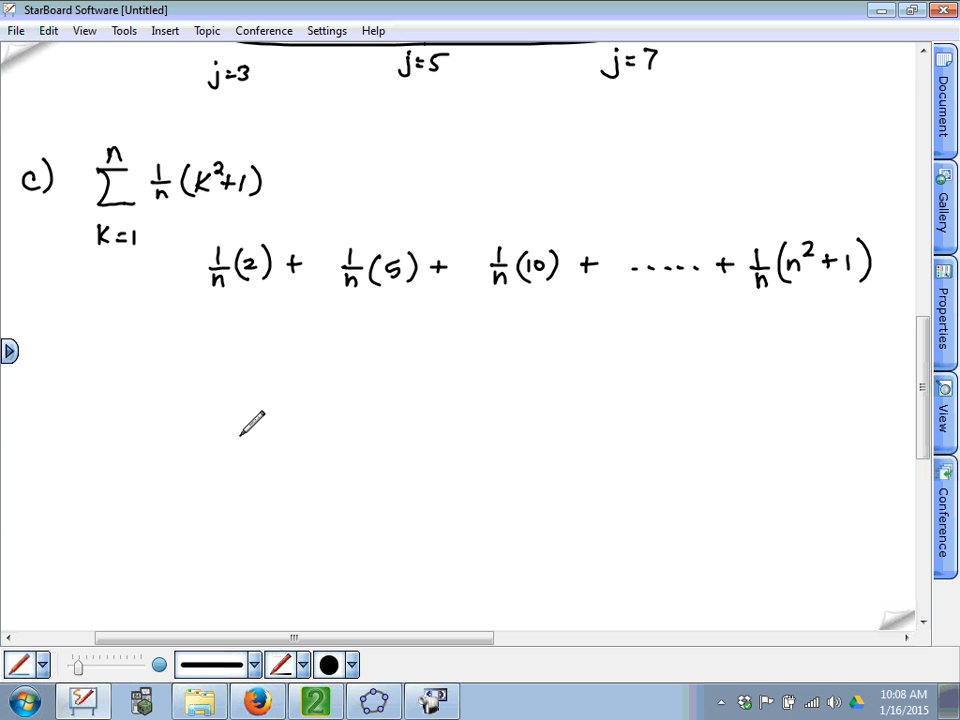 StarBoard Software [Untitled]
File Edit View Tools Insert Topic Conference Settings Help
j=3 j=5 j=7
c) n
∑ 1/n (K²+1)
K=1
1/n (2) + 1/n (5) + 1/n (10) + ..... + 1/n (n²+1)
Document
Gallery
Properties
View
Conference
10:08 AM
1/16/2015